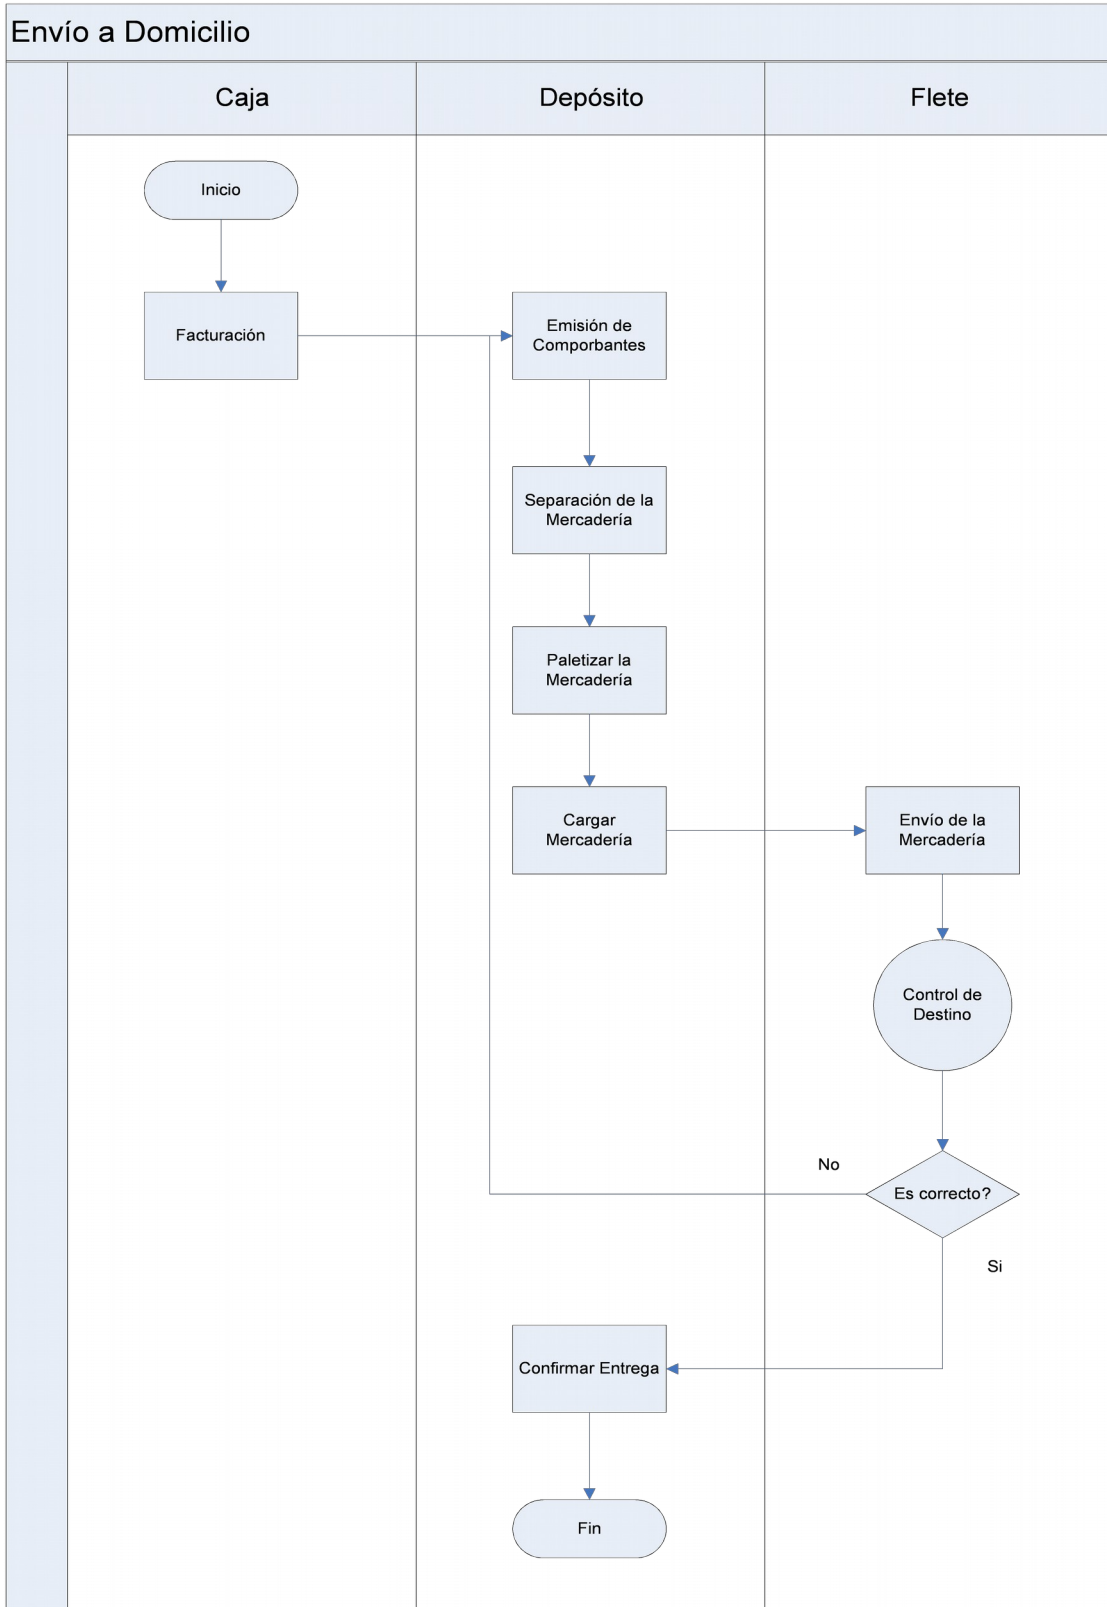 Envío a Domicilio
Caja
Depósito
Flete
Inicio
Facturación
Emisión de
Comporbantes
Separación de la
Mercadería
Paletizar la
Mercadería
Cargar
Mercadería
Envío de la
Mercadería
Control de
Destino
No
Es correcto?
Si
Confirmar Entrega
Fin